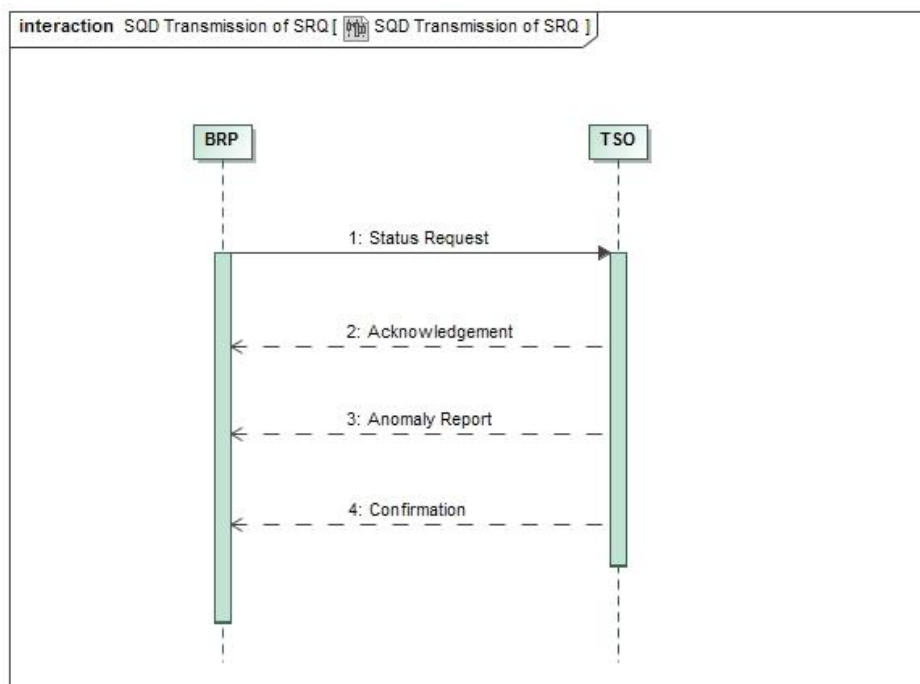 interaction SQD Transmission of SRQ [ SQD Transmission of SRQ ]
BRP
TSO
1: Status Request
2: Acknowledgement
3: Anomaly Report
4: Confirmation